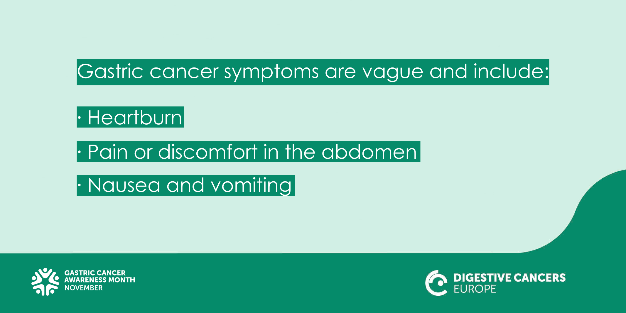 Gastric cancer symptoms are vague and include:
· Heartburn
· Pain or discomfort in the abdomen
· Nausea and vomiting
GASTRIC CANCER
AWARENESS MONTH
NOVEMBER
DIGESTIVE CANCERS
EUROPE